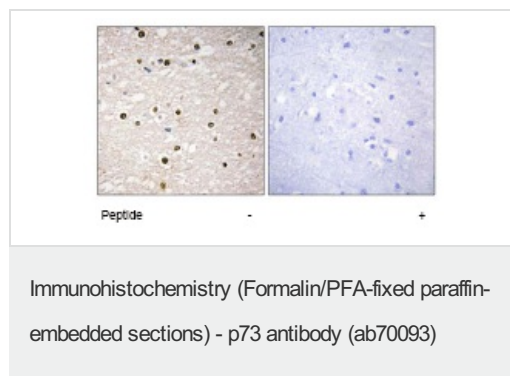 Peptide - +
Immunohistochemistry (Formalin/PFA-fixed paraffin-
embedded sections) - p73 antibody (ab70093)